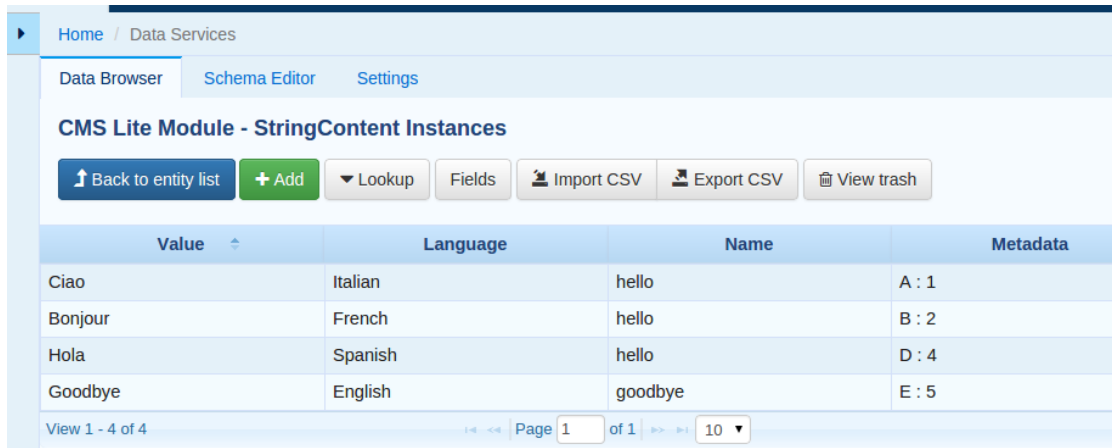 Home / Data Services
Data Browser Schema Editor Settings
CMS Lite Module - StringContent Instances
Back to entity list Add Lookup Fields Import CSV Export CSV View trash
Value Language Name Metadata
Ciao Italian hello A : 1
Bonjour French hello B : 2
Hola Spanish hello D : 4
Goodbye English goodbye E : 5
View 1 - 4 of 4 Page 1 of 1 10